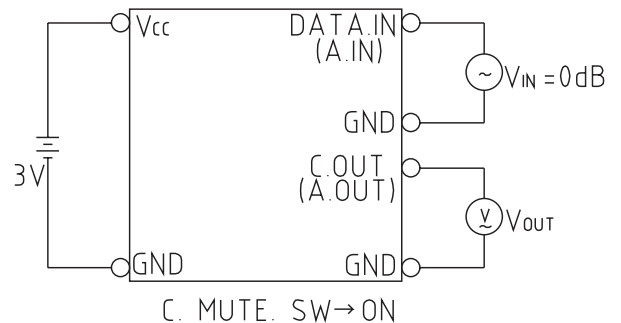 Vcc
DATA.IN
(A.IN)
~
VIN =0dB
GND
3V
C.OUT
(A.OUT)
V
~
VOUT
GND
GND
C. MUTE. SW→ON